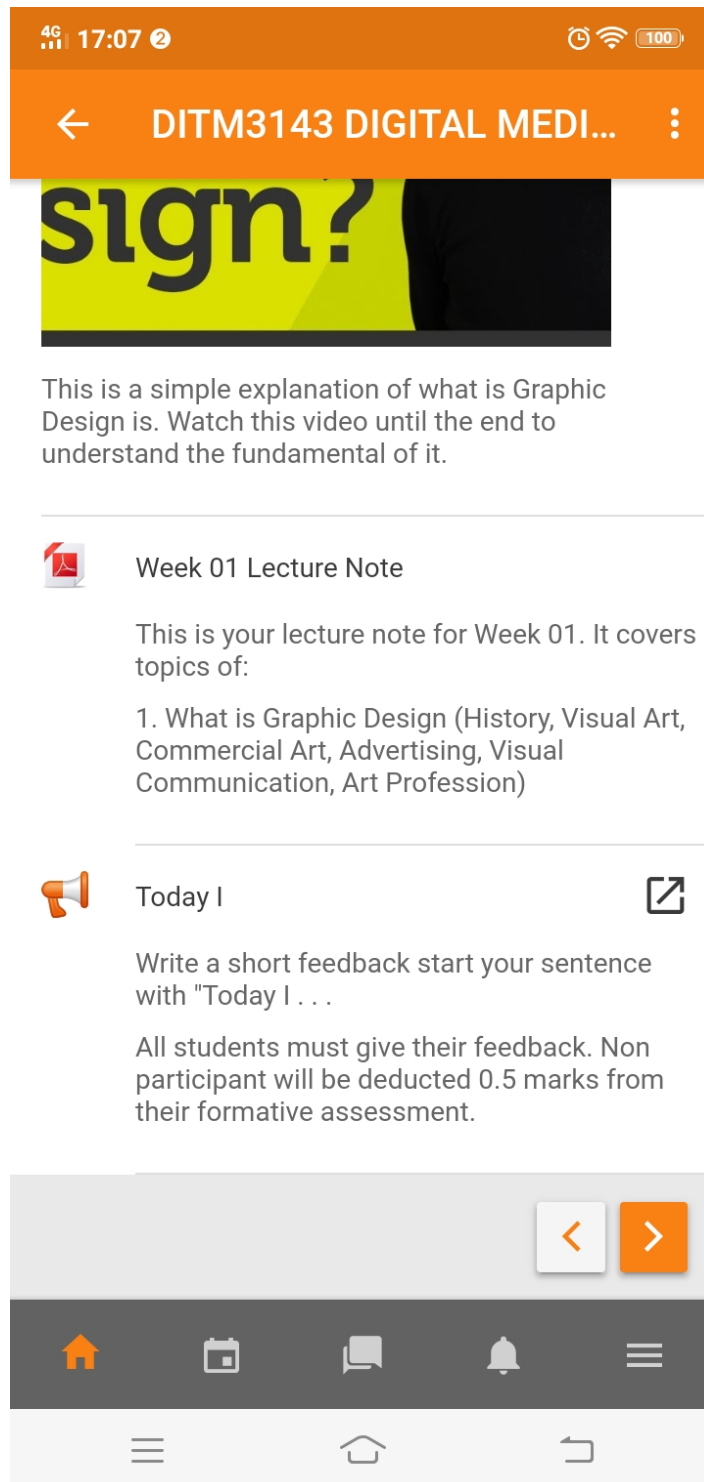 4G 17:07 2 100
DITM3143 DIGITAL MEDI...
sign?
This is a simple explanation of what is Graphic
Design is. Watch this video until the end to
understand the fundamental of it.
Week 01 Lecture Note
This is your lecture note for Week 01. It covers
topics of:
1. What is Graphic Design (History, Visual Art,
Commercial Art, Advertising, Visual
Communication, Art Profession)
Today I
Write a short feedback start your sentence
with "Today I . . .
All students must give their feedback. Non
participant will be deducted 0.5 marks from
their formative assessment.